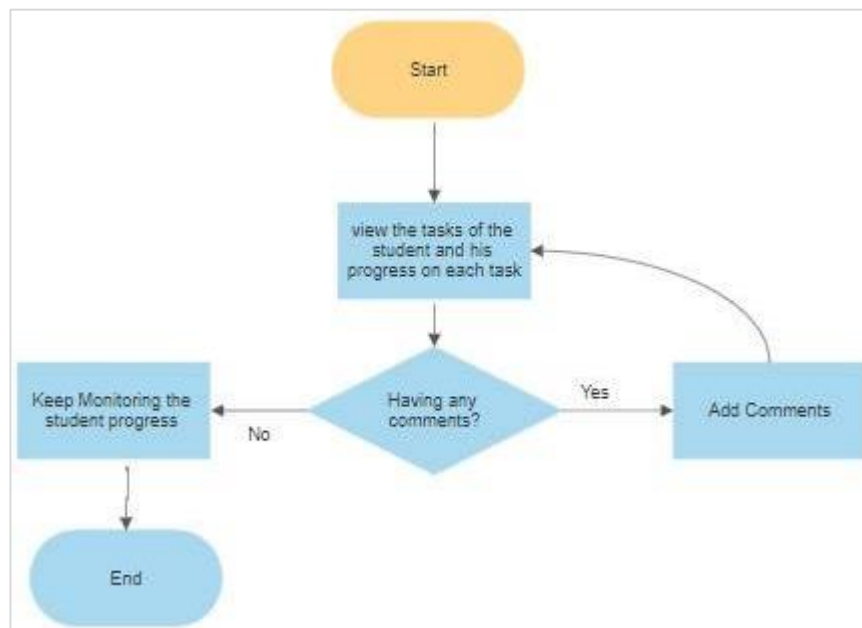 Start
view the tasks of the
student and his
progress on each task
Having any
comments?
Yes
Add Comments
No
Keep Monitoring the
student progress
End